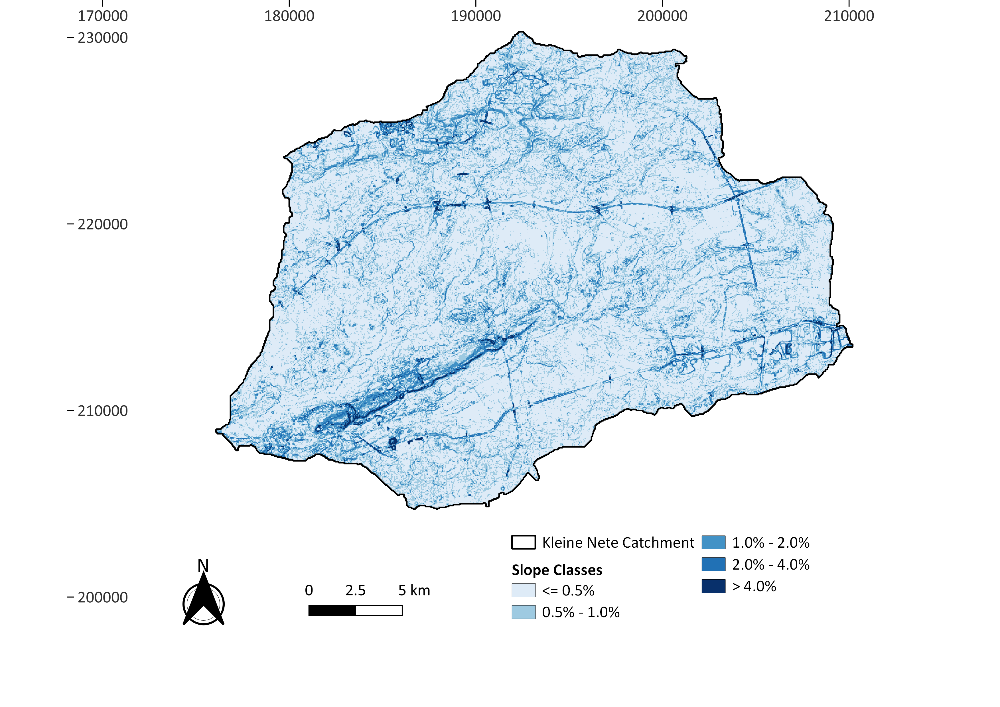 170000 180000 190000 200000 210000
230000
220000
210000
200000
N
0 2.5 5 km
Kleine Nete Catchment
Slope Classes
<= 0.5%
0.5% - 1.0%
1.0% - 2.0%
2.0% - 4.0%
> 4.0%